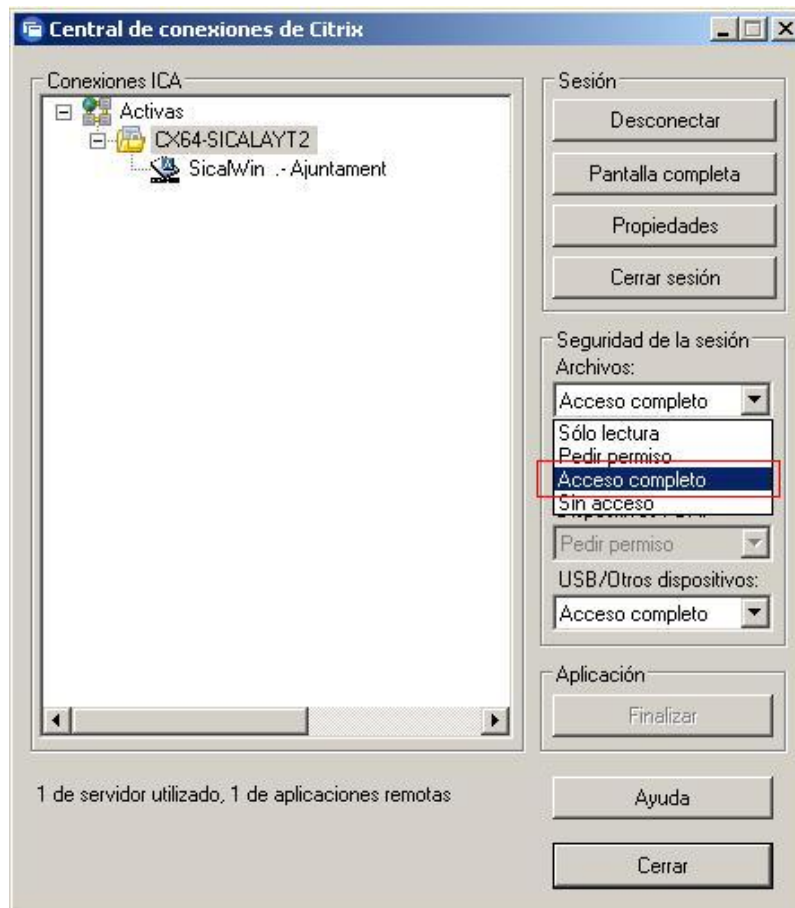 Central de conexiones de Citrix
Conexiones ICA
Activas
CX64-SICALAYT2
SicalWin .- Ajuntament
Sesión
Desconectar
Pantalla completa
Propiedades
Cerrar sesión
Seguridad de la sesión
Archivos:
Acceso completo
Sólo lectura
Pedir permiso
Acceso completo
Sin acceso
Pedir permiso
USB/Otros dispositivos:
Acceso completo
Aplicación
Finalizar
1 de servidor utilizado, 1 de aplicaciones remotas
Ayuda
Cerrar